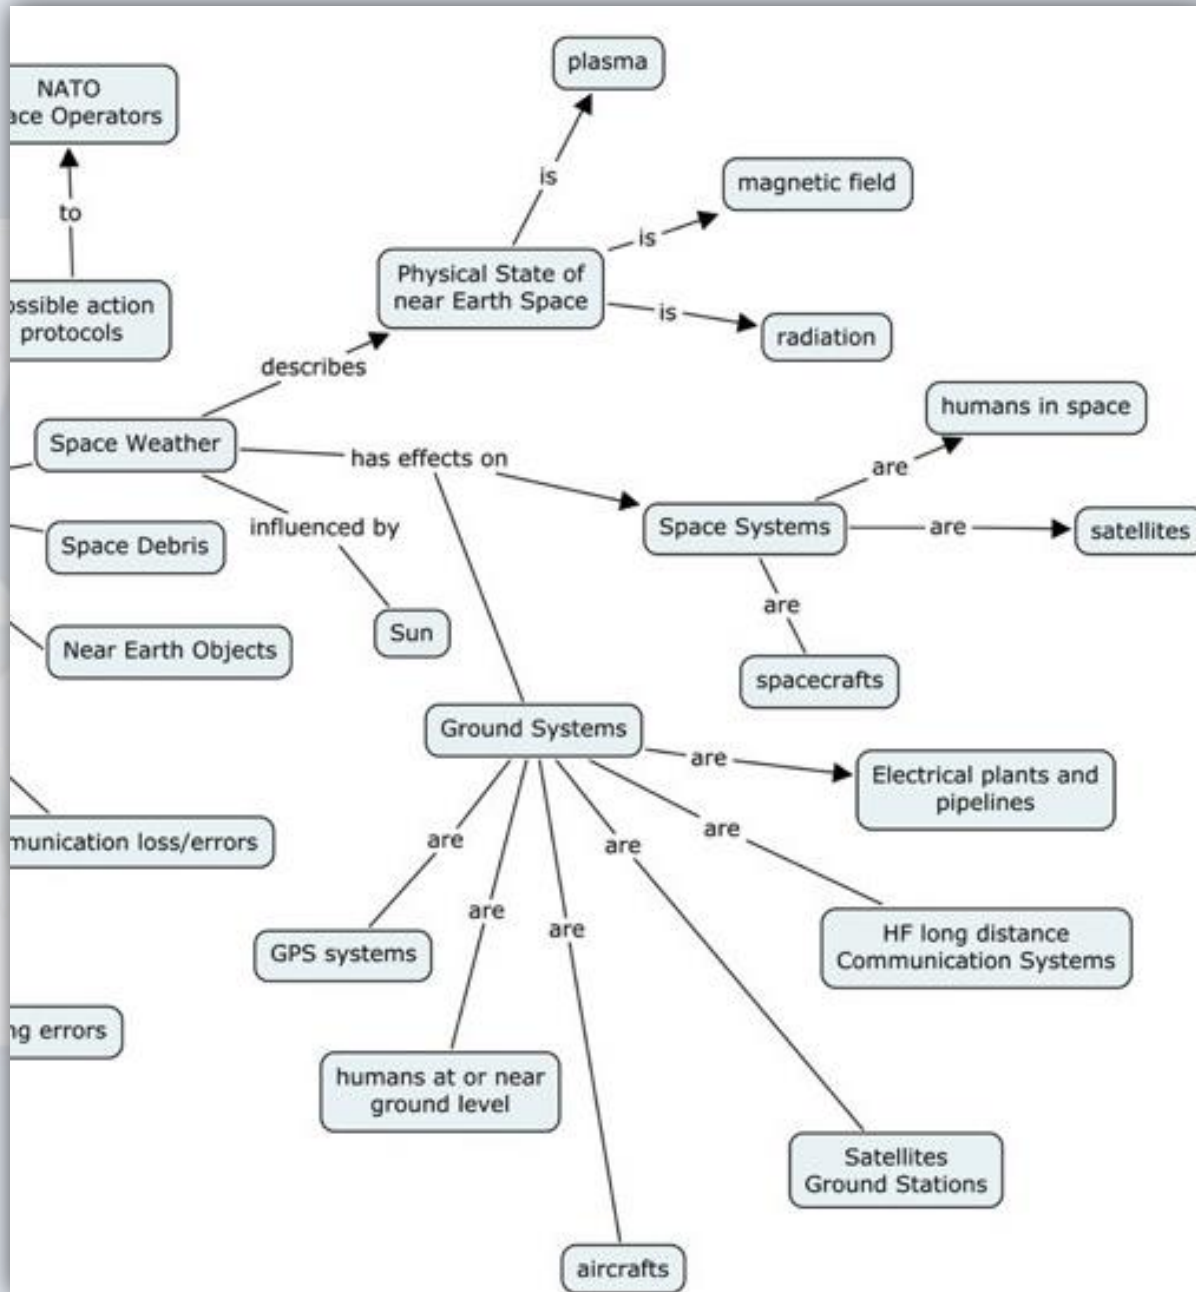 plasma
NATO
ace Operators
is
magnetic field
to
is
Physical State of
near Earth Space
ossible action
protocols
is
radiation
describes
humans in space
Space Weather
has effects on
are
influenced by
Space Systems
are
satellites
Space Debris
are
Sun
Near Earth Objects
spacecrafts
Ground Systems
are
Electrical plants and
pipelines
munication loss/errors
are
are
are
are
are
GPS systems
HF long distance
Communication Systems
ng errors
humans at or near
ground level
Satellites
Ground Stations
aircrafts